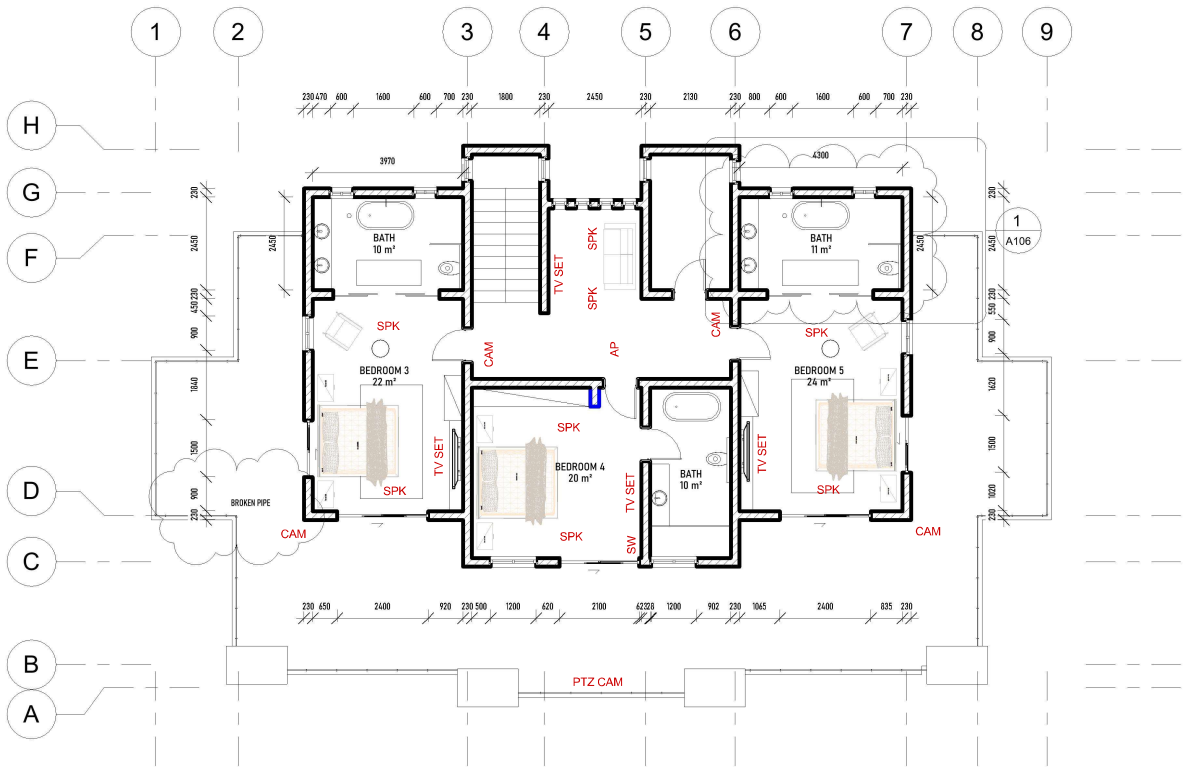 1 2 3 4 5 6 7 8 9
230 470 600 1600 600 700 230 1800 230 2450 230 2130 230 800 600 1600 600 700 230
H
3970 4300
G
230 230
1
A106
F
2450 2450 BATH BATH 2450 2450
10 m² 11 m²
SPK
TV SET
SPK
230 230
450 550
SPK CAM SPK
900 900
E
CAM AP
BEDROOM 3 BEDROOM 5
22 m² 24 m²
1840 1620
SPK
TV SET TV SET
1500 1500
BEDROOM 4 BATH
20 m² 10 m²
TV SET
D
SPK SPK
900 1020
BROKEN PIPE
230 230
CAM SPK SW CAM
C
230 650 2400 920 230 500 1200 620 2100 1200 902 230 1065 2400 835 230
B
PTZ CAM
A